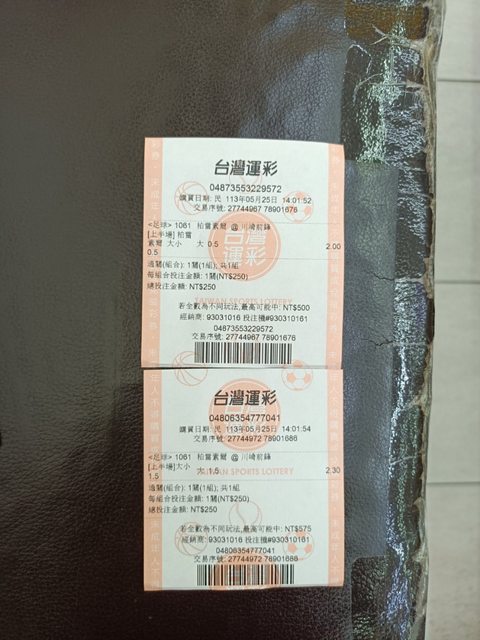 台灣運彩
04873553229572
購買日期: 民 113年05月25日 14:01:52
交易序號: 27744967 78901676
<足球> 1061 柏雷素爾 @ 川崎前鋒
[上半場] 柏雷
素爾 大小 大 0.5 2.00
0.5
過關(組合): 1關(1組); 共1組
每組合投注金額: 1關(NT$250)
總投注金額: NT$250
TAIWAN SPORTS LOTTERY
若全數為不同玩法,最高可能中: NT$500
經銷商: 93031016 投注機#930310161
04873553229572
交易序號: 27744967 78901676
台灣運彩
04806354777041
購買日期: 民 113年05月25日 14:01:54
交易序號: 27744972 78901686
<足球> 1061 柏雷素爾 @ 川崎前鋒
[上半場]大小 大 1.5 2.30
1.5
TAIWAN SPORTS LOTTERY
過關(組合): 1關(1組); 共1組
每組合投注金額: 1關(NT$250)
總投注金額: NT$250
若全數為不同玩法,最高可能中: NT$575
經銷商: 93031016 投注機#930310161
04806354777041
交易序號: 27744972 78901686